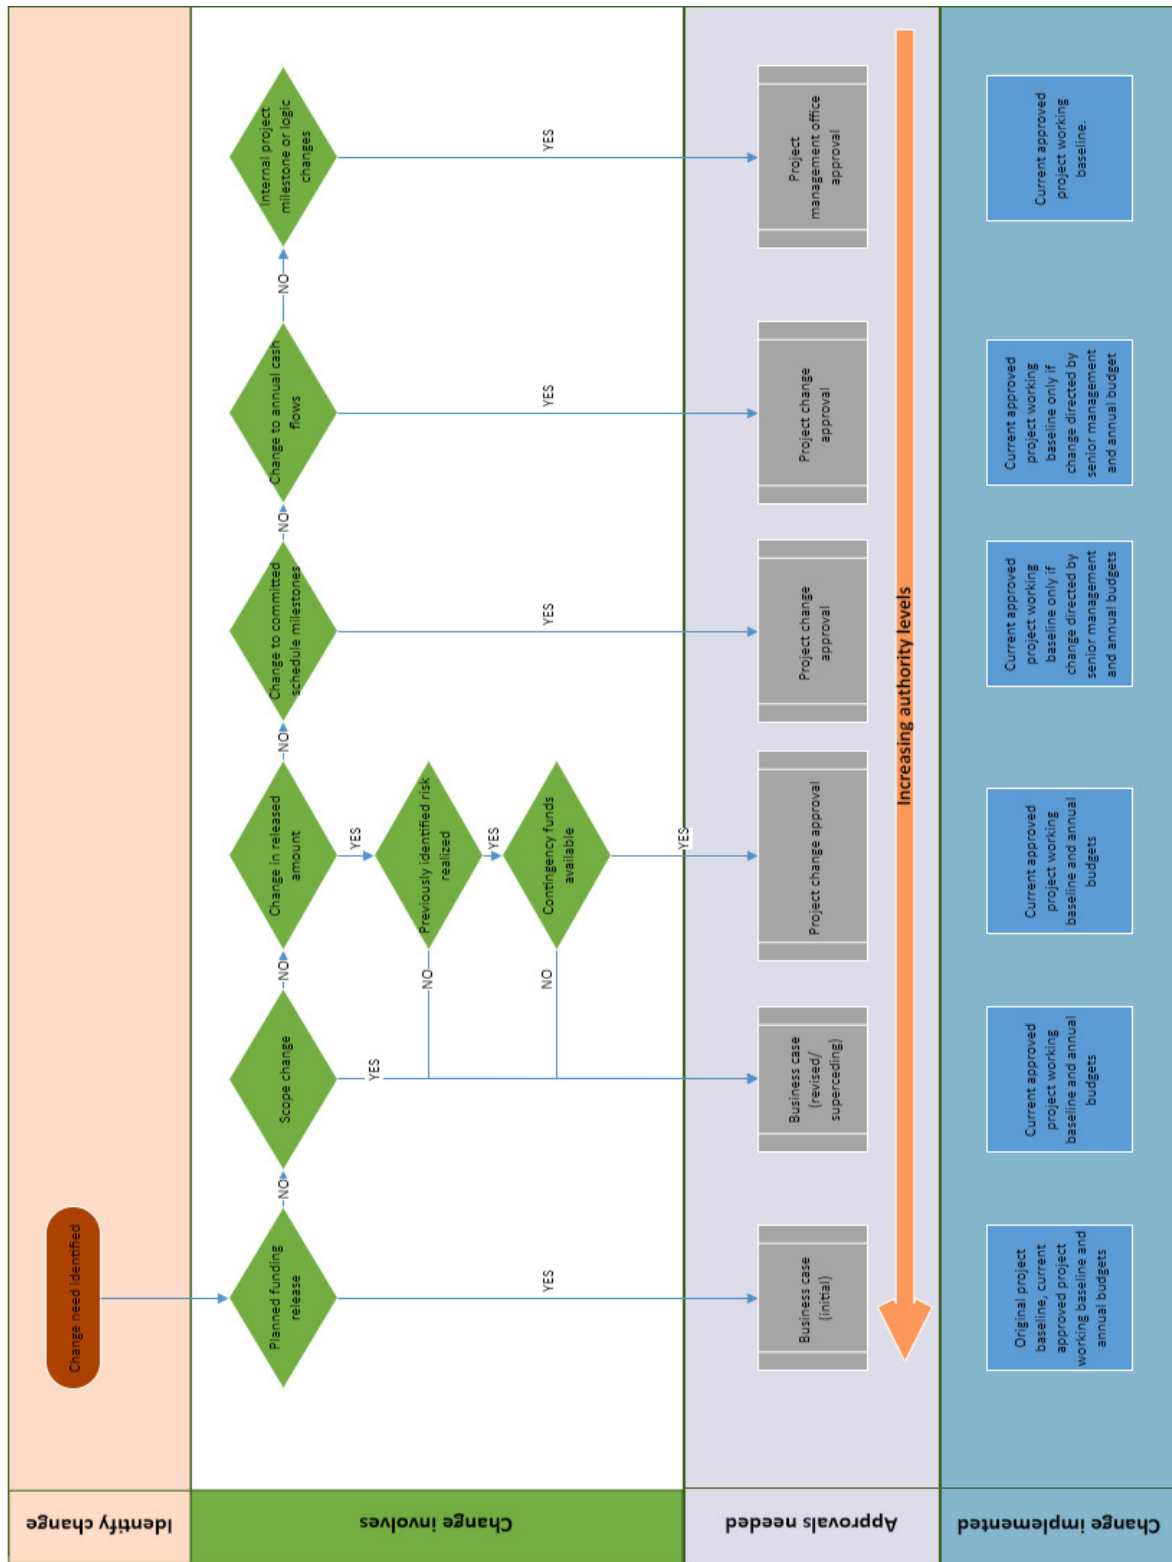 Identify change
Change need identified
Change involves
Planned funding
release
NO
Scope change
NO
Change in released
amount
NO
Change to committed
schedule milestones
NO
Change to annual cash
flows
NO
Internal project
milestone or logic
changes
YES
Previously identified risk
realized
YES
Contingency funds
available
YES
NO
NO
YES
YES
YES
YES
YES
Approvals needed
Business case
(initial)
Business case
(revised/
superceding)
Project change approval
Project change
approval
Project change
approval
Project
management office
approval
Increasing authority levels
Change implemented
Original project
baseline, current
approved project
working baseline and
annual budgets
Current approved
project working
baseline and annual
budgets
Current approved
project working
baseline and annual
budgets
Current approved
project working
baseline only if
change directed by
senior management
and annual budgets
Current approved
project working
baseline only if
change directed by
senior management
and annual budget
Current approved
project working
baseline.